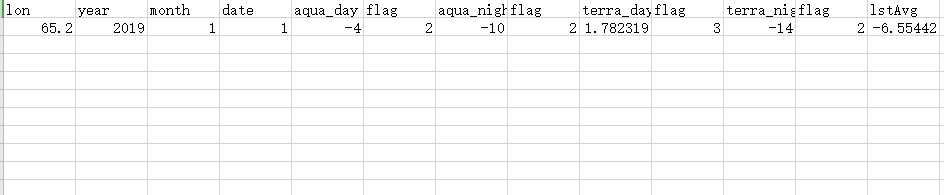 lon year month date aqua_day flag aqua_nigh flag terra_day flag terra_nig flag lstAvg
65.2 2019 1 1 -4 2 -10 2 1.782319 3 -14 2 -6.55442